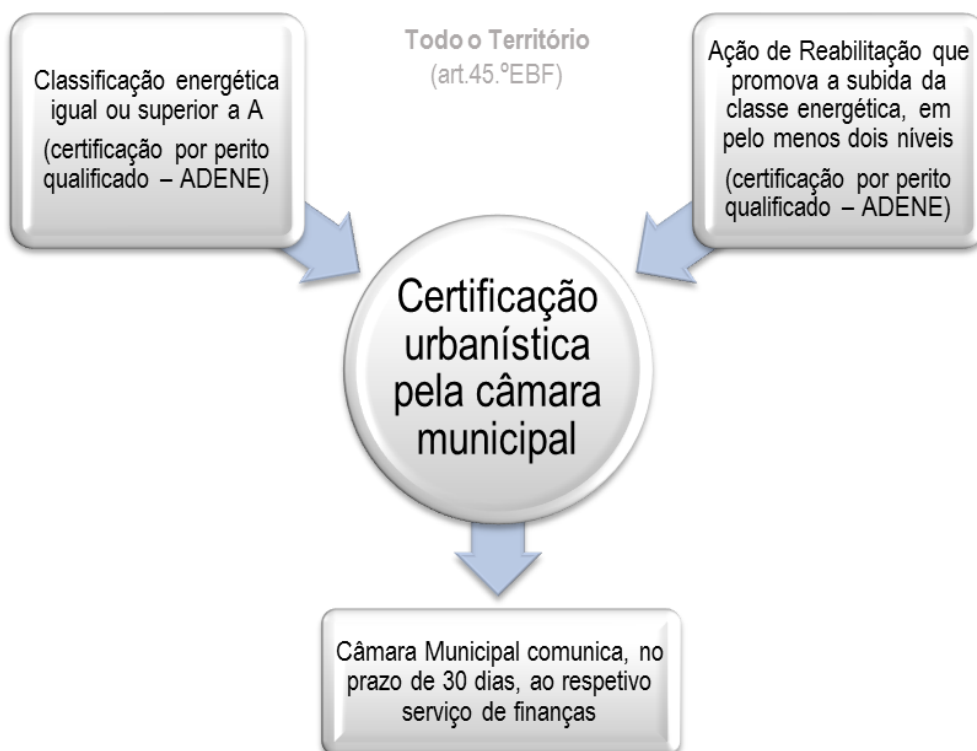 Todo o Território
(art.45.ºEBF)
Classificação energética
igual ou superior a A
(certificação por perito
qualificado – ADENE)
Ação de Reabilitação que
promova a subida da
classe energética, em
pelo menos dois níveis
(certificação por perito
qualificado – ADENE)
Certificação
urbanística
pela câmara
municipal
Câmara Municipal comunica, no
prazo de 30 dias, ao respetivo
serviço de finanças